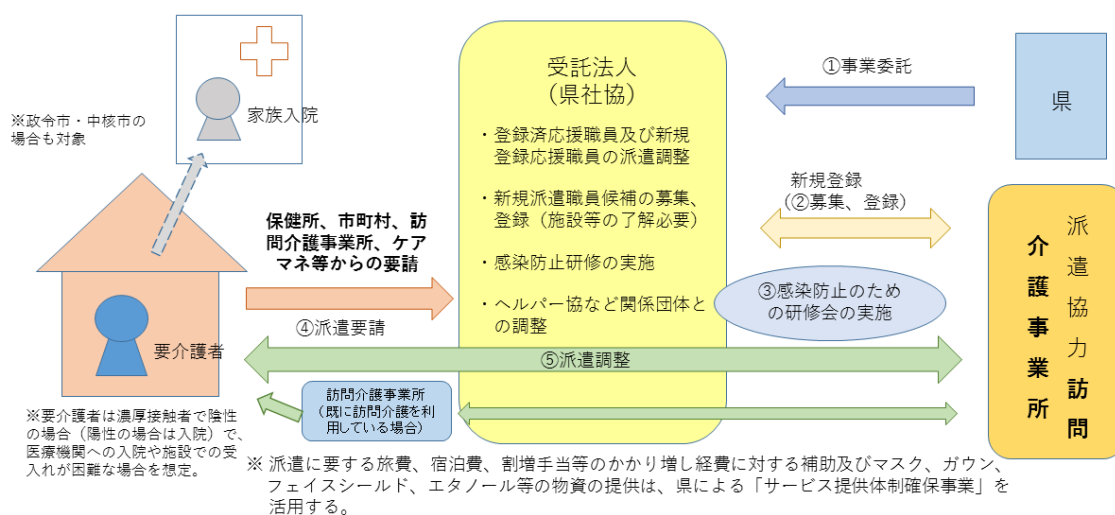 ※政令市・中核市の
場合も対象
家族入院
要介護者
※要介護者は濃厚接触者で陰性
の場合（陽性の場合は入院）で、
医療機関への入院や施設での受
入れが困難な場合を想定。
保健所、市町村、訪
問介護事業所、ケア
マネ等からの要請
④派遣要請
受託法人
（県社協）
・登録済応援職員及び新規
登録応援職員の派遣調整
・新規派遣職員候補の募集、
登録（施設等の了解必要）
・感染防止研修の実施
・ヘルパー協など関係団体と
の調整
①事業委託
県
新規登録
（②募集、登録）
③感染防止のため
の研修会の実施
派遣協力訪問
介護事業所
⑤派遣調整
訪問介護事業所
（既に訪問介護を利
用している場合）
※ 派遣に要する旅費、宿泊費、割増手当等のかかり増し経費に対する補助及びマスク、ガウン、
フェイスシールド、エタノール等の物資の提供は、県による「サービス提供体制確保事業」を
活用する。